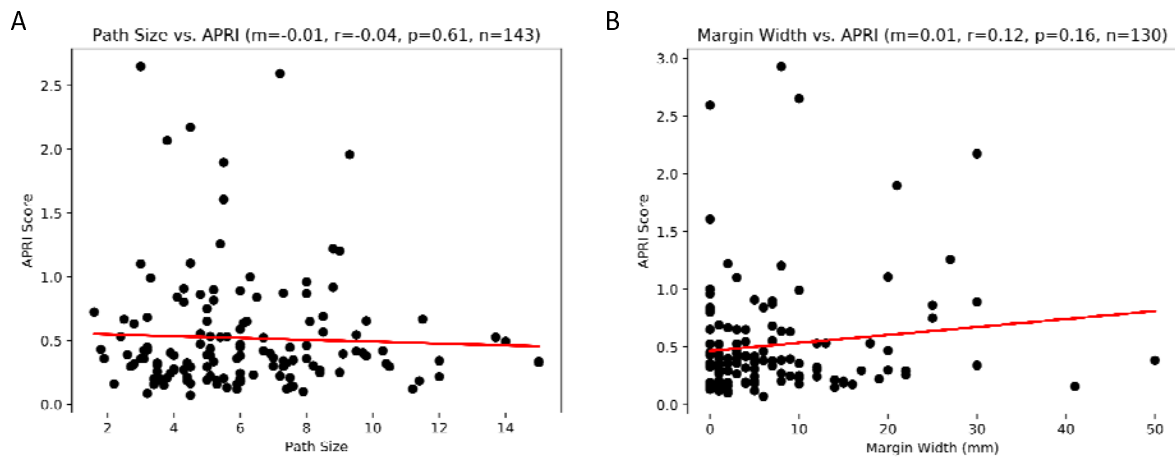 A
Path Size vs. APRI (m=-0.01, r=-0.04, p=0.61, n=143)
2.5
2.0
1.5
1.0
0.5
0.0
APRI Score
2 4 6 8 10 12 14
Path Size
B
Margin Width vs. APRI (m=0.01, r=0.12, p=0.16, n=130)
3.0
2.5
2.0
1.5
1.0
0.5
0.0
APRI Score
0 10 20 30 40 50
Margin Width (mm)